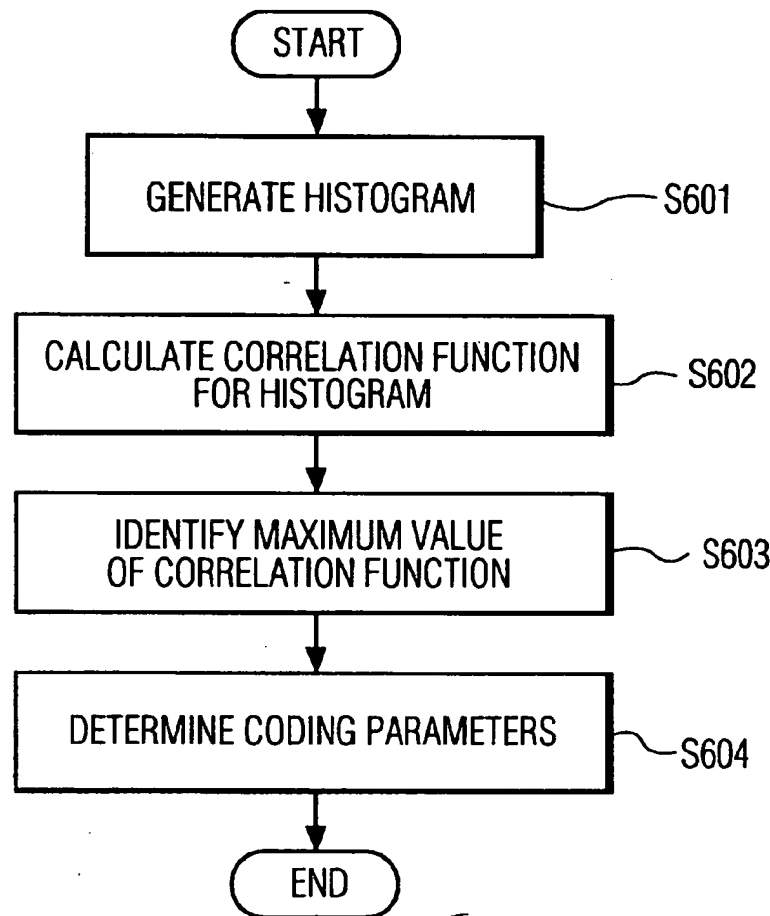 START
GENERATE HISTOGRAM
S601
CALCULATE CORRELATION FUNCTION
FOR HISTOGRAM
S602
IDENTIFY MAXIMUM VALUE
OF CORRELATION FUNCTION
S603
DETERMINE CODING PARAMETERS
S604
END